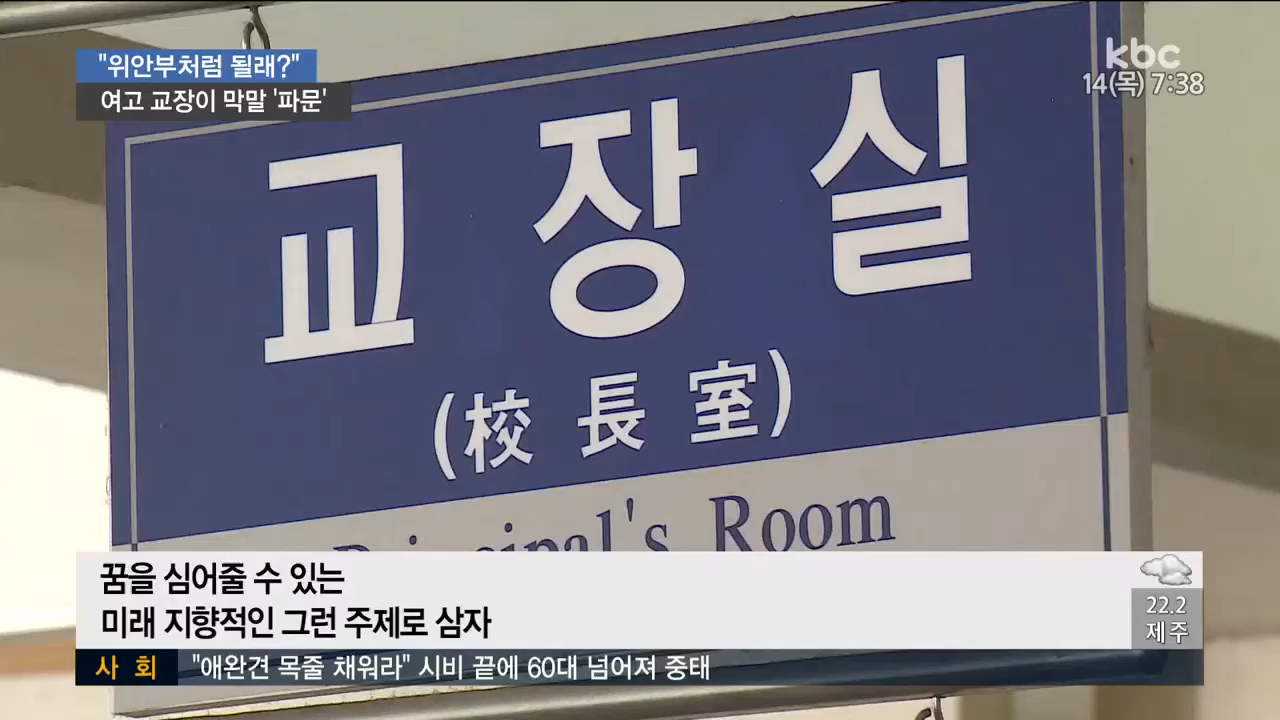 "위안부처럼 될래?"
여고 교장이 막말 '파문'
kbc
14(목) 7:38
교장실
(校長室)
Principal's Room
꿈을 심어줄 수 있는
미래 지향적인 그런 주제로 삼자
22.2
제주
사 회 "애완견 목줄 채워라" 시비 끝에 60대 넘어져 중태